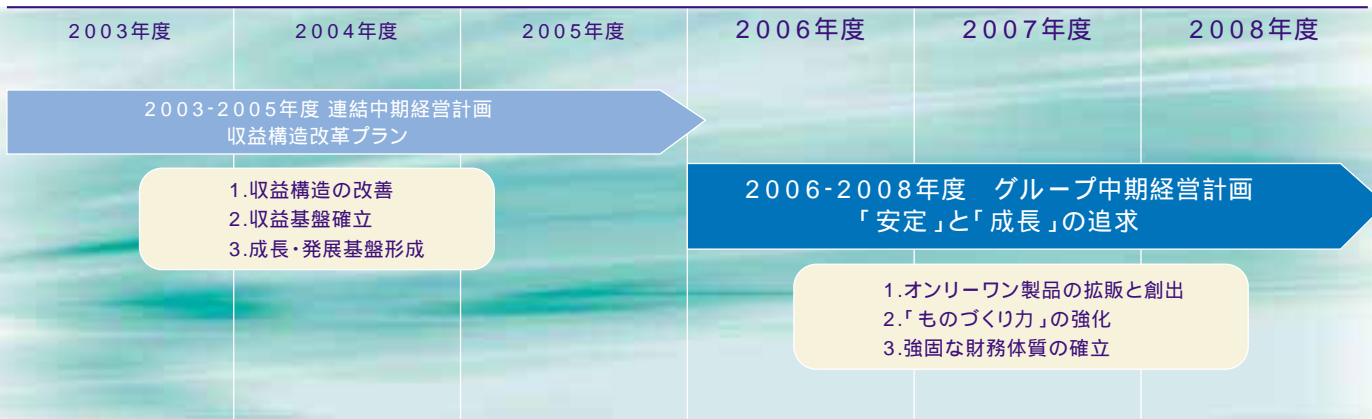 2003年度 2004年度 2005年度 2006年度 2007年度 2008年度
2003-2005年度 連結中期経営計画
収益構造改革プラン
1.収益構造の改善
2.収益基盤確立
3.成長・発展基盤形成
2006-2008年度 グループ中期経営計画
「安定」と「成長」の追求
1.オンリーワン製品の拡販と創出
2.「ものづくり力」の強化
3.強固な財務体質の確立